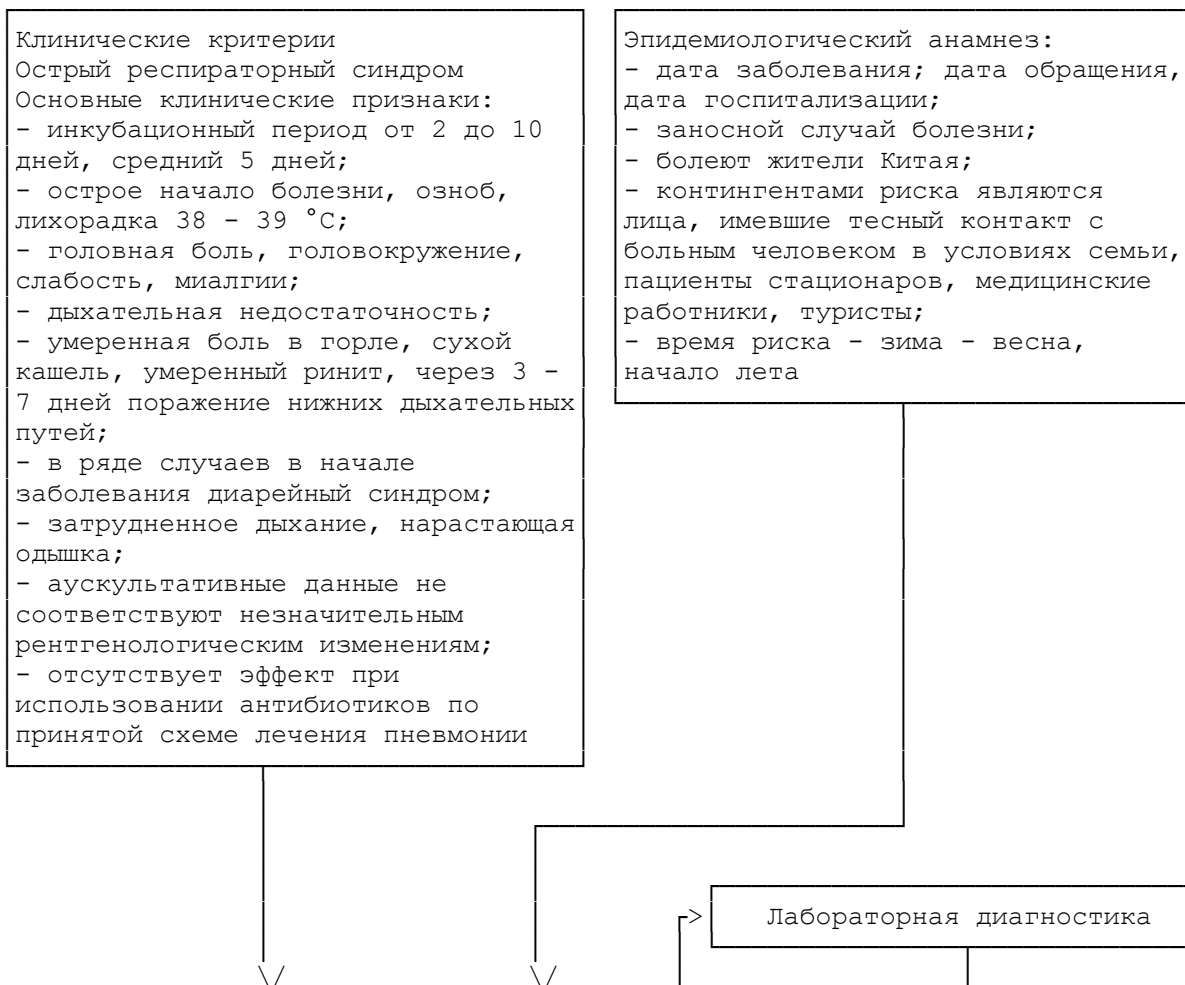 Клинические критерии
Острый респираторный синдром
Основные клинические признаки:
- инкубационный период от 2 до 10
дней, средний 5 дней;
- острое начало болезни, озноб,
лихорадка 38 - 39 °C;
- головная боль, головокружение,
слабость, миалгии;
- дыхательная недостаточность;
- умеренная боль в горле, сухой
кашель, умеренный ринит, через 3 -
7 дней поражение нижних дыхательных
путей;
- в ряде случаев в начале
заболевания диарейный синдром;
- затрудненное дыхание, нарастающая
одышка;
- аускультативные данные не
соответствуют незначительным
рентгенологическим изменениям;
- отсутствует эффект при
использовании антибиотиков по
принятой схеме лечения пневмонии
Эпидемиологический анамнез:
- дата заболевания; дата обращения,
дата госпитализации;
- заносной случай болезни;
- болеют жители Китая;
- контингентами риска являются
лица, имевшие тесный контакт с
больным человеком в условиях семьи,
пациенты стационаров, медицинские
работники, туристы;
- время риска - зима - весна,
начало лета
Лабораторная диагностика